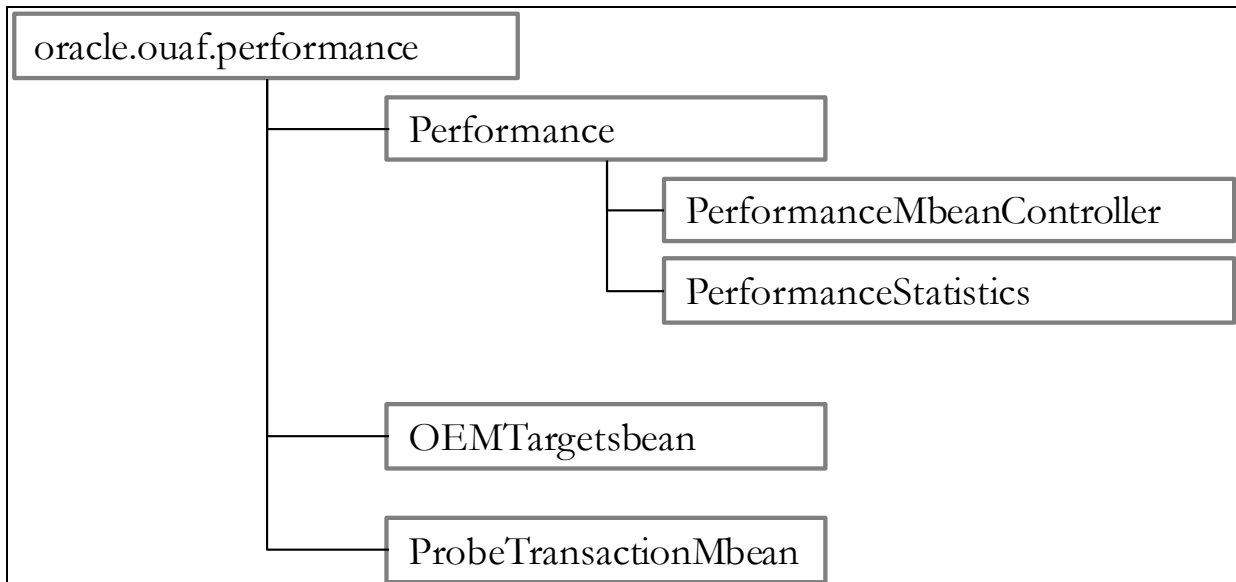 oracle.ouaf.performance
Performance
PerformanceMbeanController
PerformanceStatistics
OEMTargetsbean
ProbeTransactionMbean